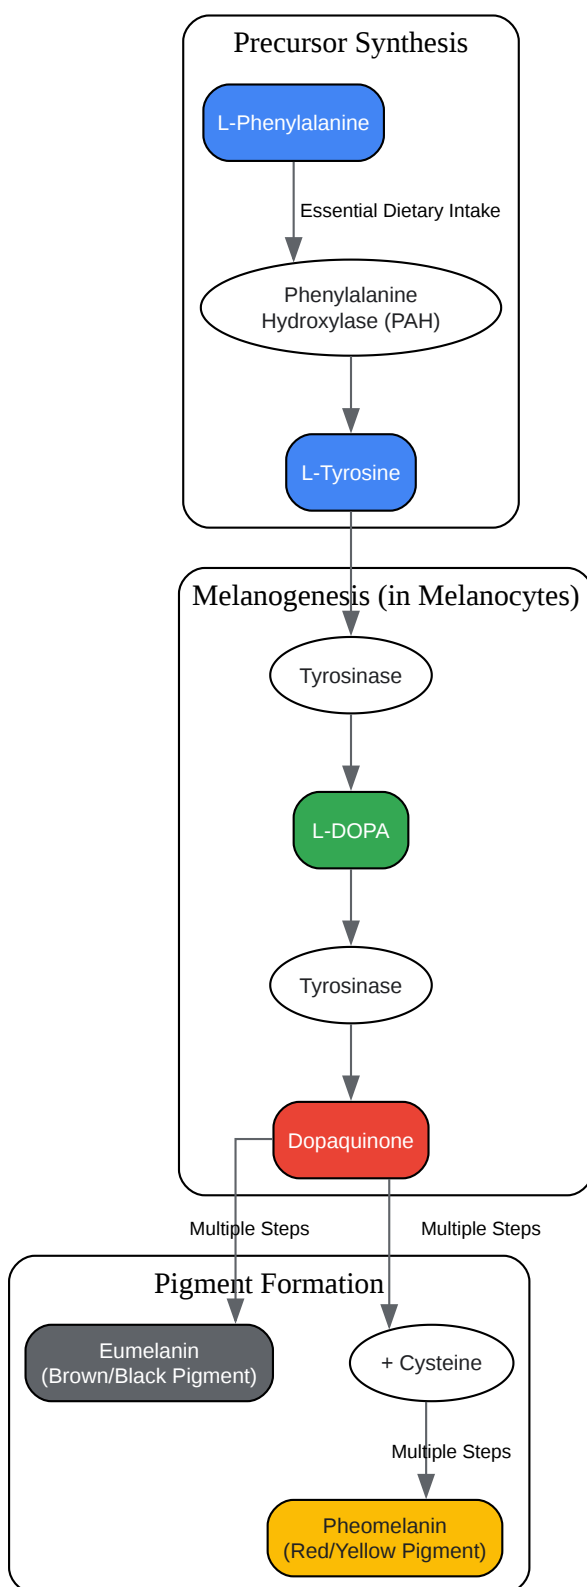 Precursor Synthesis
L-Phenylalanine
Essential Dietary Intake
Phenylalanine
Hydroxylase (PAH)
L-Tyrosine
Melanogenesis (in Melanocytes)
Tyrosinase
L-DOPA
Tyrosinase
Dopaquinone
Multiple Steps
Multiple Steps
Pigment Formation
Eumelanin
(Brown/Black Pigment)
+ Cysteine
Multiple Steps
Pheomelanin
(Red/Yellow Pigment)